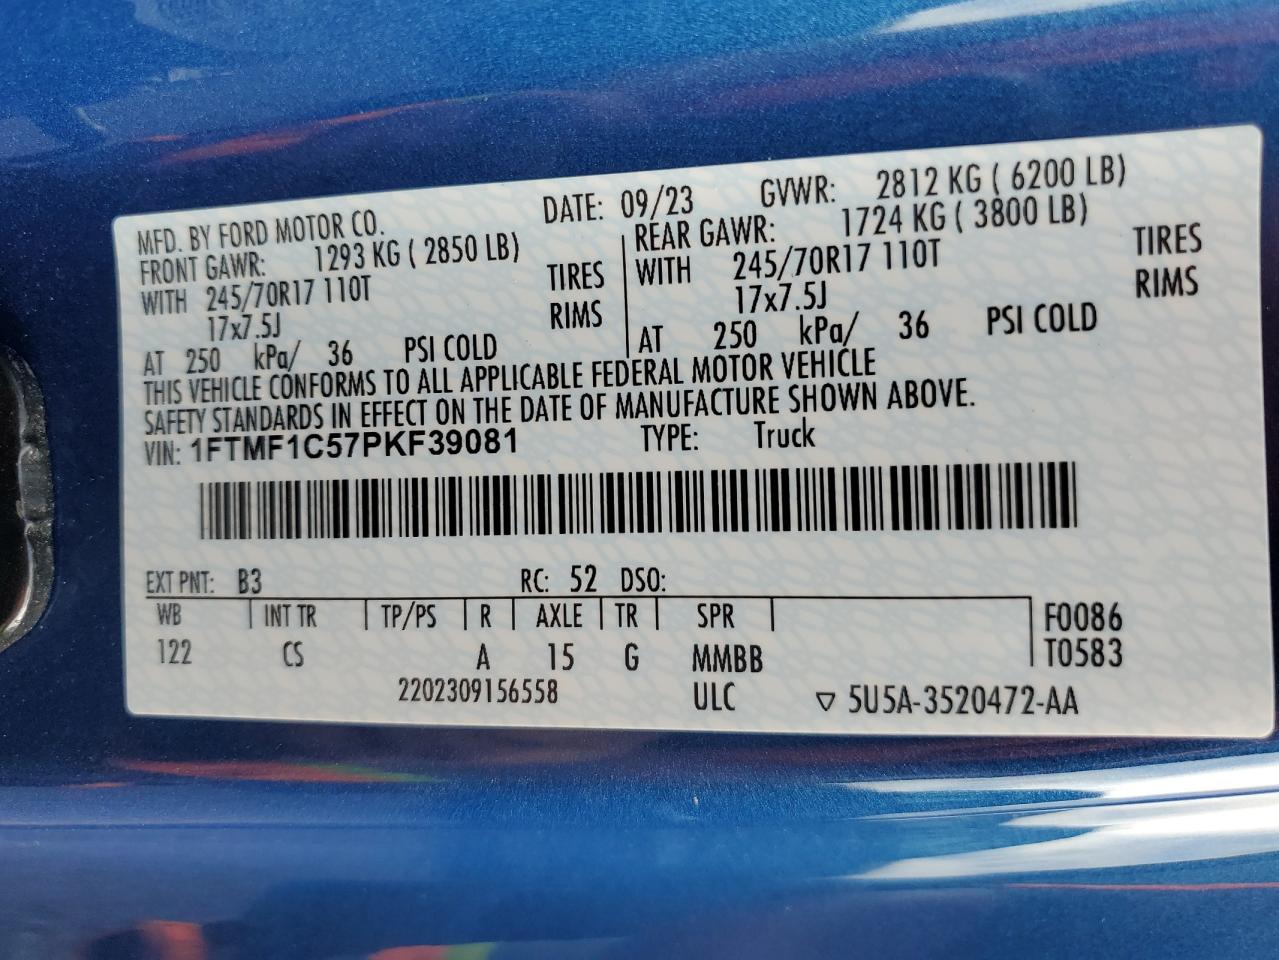 MFD. BY FORD MOTOR CO. DATE: 09/23 GVWR: 2812 KG ( 6200 LB)
FRONT GAWR: 1293 KG ( 2850 LB) REAR GAWR: 1724 KG ( 3800 LB)
WITH 245/70R17 110T TIRES WITH 245/70R17 110T TIRES
17x7.5J RIMS 17x7.5J RIMS
AT 250 kPa/ 36 PSI COLD AT 250 kPa/ 36 PSI COLD
THIS VEHICLE CONFORMS TO ALL APPLICABLE FEDERAL MOTOR VEHICLE
SAFETY STANDARDS IN EFFECT ON THE DATE OF MANUFACTURE SHOWN ABOVE.
VIN: 1FTMF1C57PKF39081 TYPE: Truck
EXT PNT: B3 RC: 52 DSO:
WB INT TR TP/PS R AXLE TR SPR F0086
122 CS A 15 G MMBB T0583
2202309156558 ULC ▽ 5U5A-3520472-AA